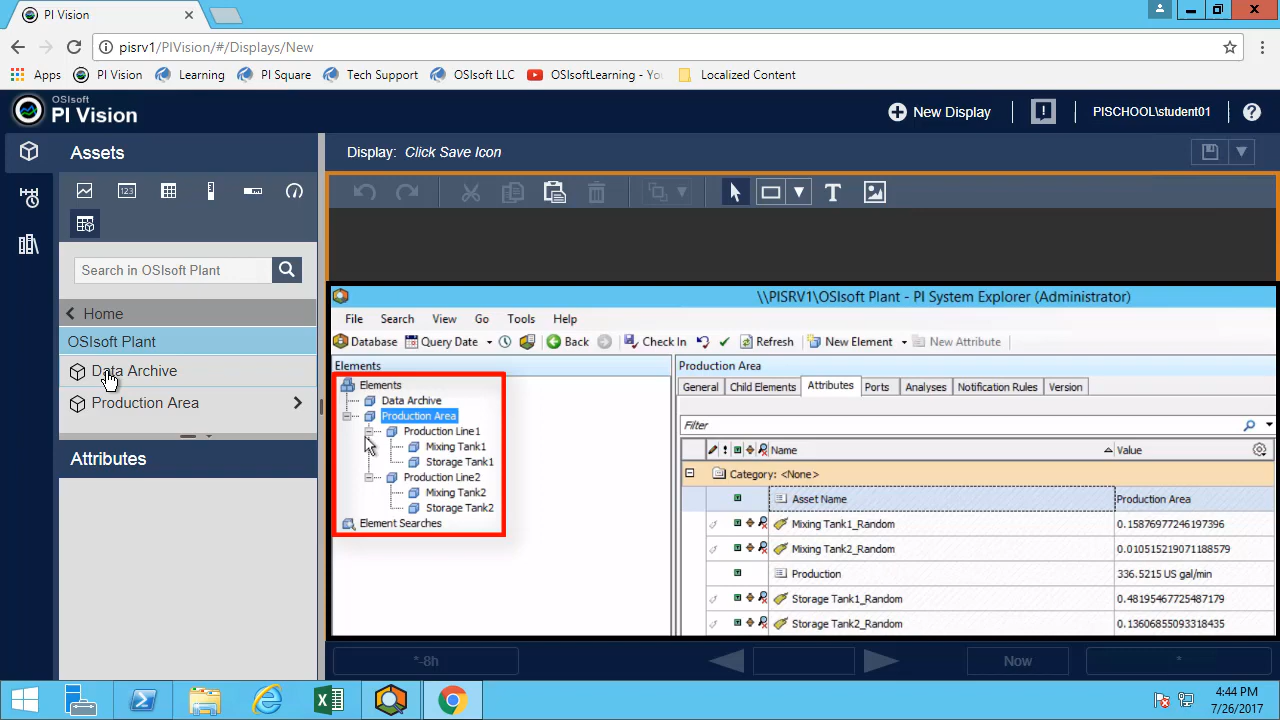 PI Vision
pisrv1/PIVision/#/Displays/New
Apps PI Vision Learning PI Square Tech Support OSIsoft LLC OSIsoftLearning - You Localized Content
OSIsoft
PI Vision
New Display PISCHOOL\student01
Assets
Display: Click Save Icon
123
T
Search in OSIsoft Plant
Home
OSIsoft Plant
Data Archive
Production Area
Attributes
\\PISRV1\OSIsoft Plant - PI System Explorer (Administrator)
File Search View Go Tools Help
Database Query Date Back Check In Refresh New Element New Attribute
Elements
Elements
Data Archive
Production Area
Production Line1
Mixing Tank1
Storage Tank1
Production Line2
Mixing Tank2
Storage Tank2
Element Searches
Production Area
General Child Elements Attributes Ports Analyses Notification Rules Version
Filter
Name Value
Category: <None>
Asset Name Production Area
Mixing Tank1_Random 0.15876977246197396
Mixing Tank2_Random 0.010515219071188579
Production 336.5215 US gal/min
Storage Tank1_Random 0.48195467725487179
Storage Tank2_Random 0.13606855093318435
*-8h Now *
4:44 PM
7/26/2017